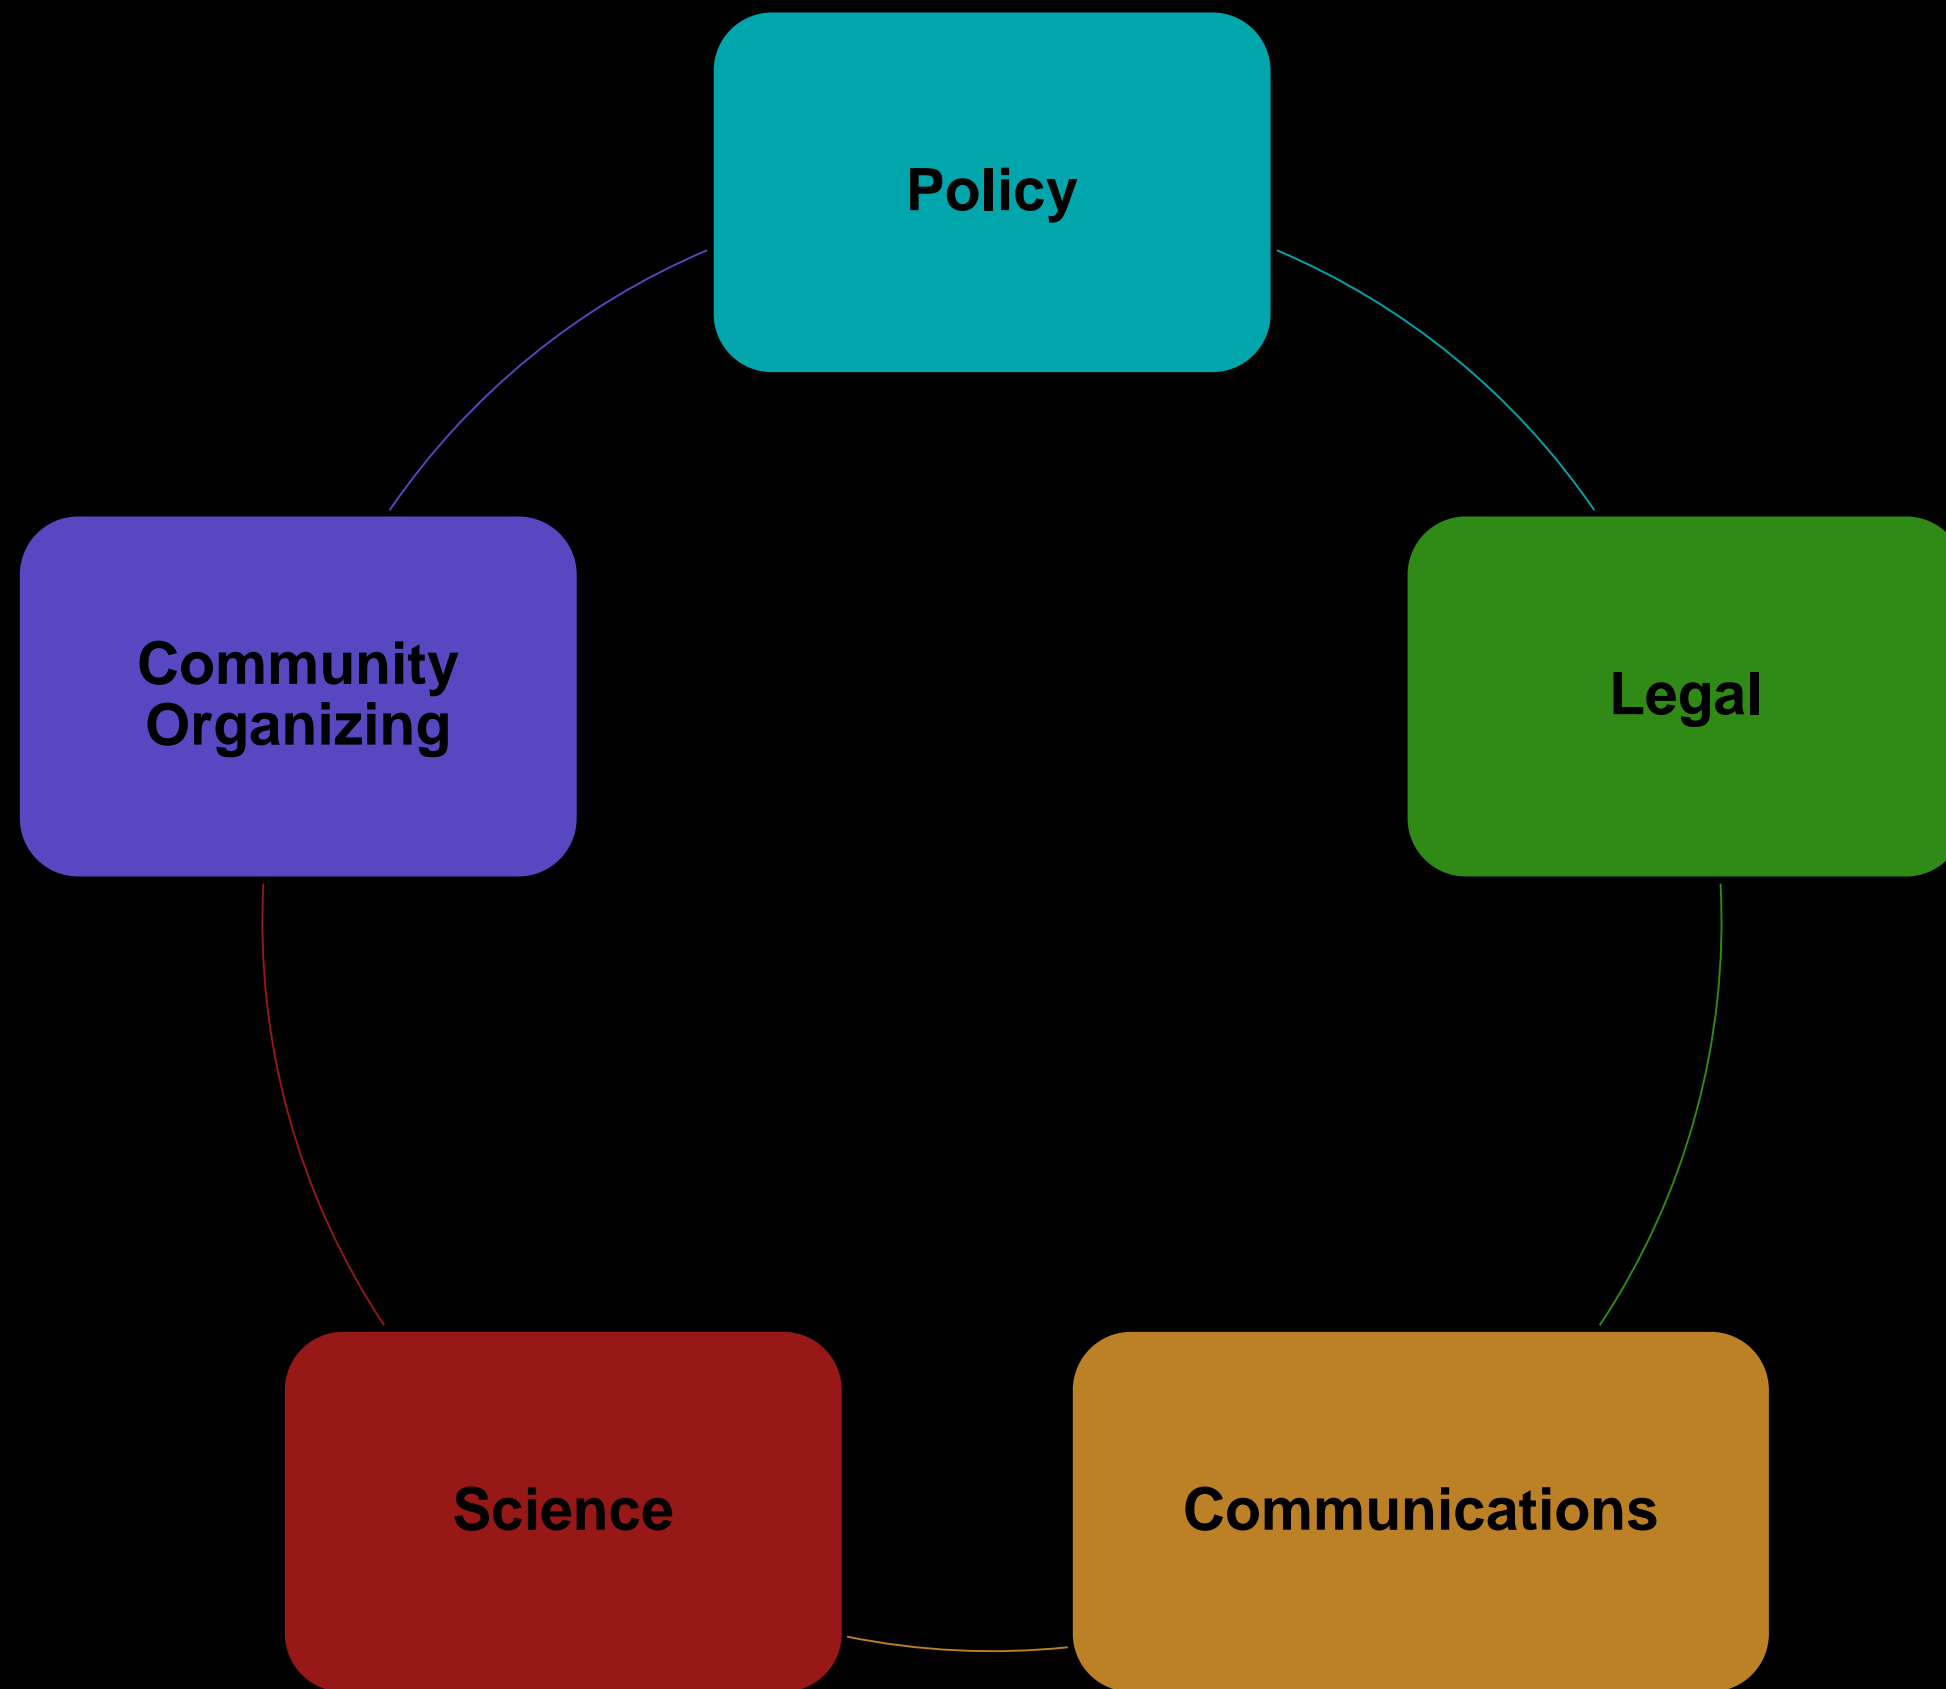 Policy
Community
Organizing
Legal
Science
Communications